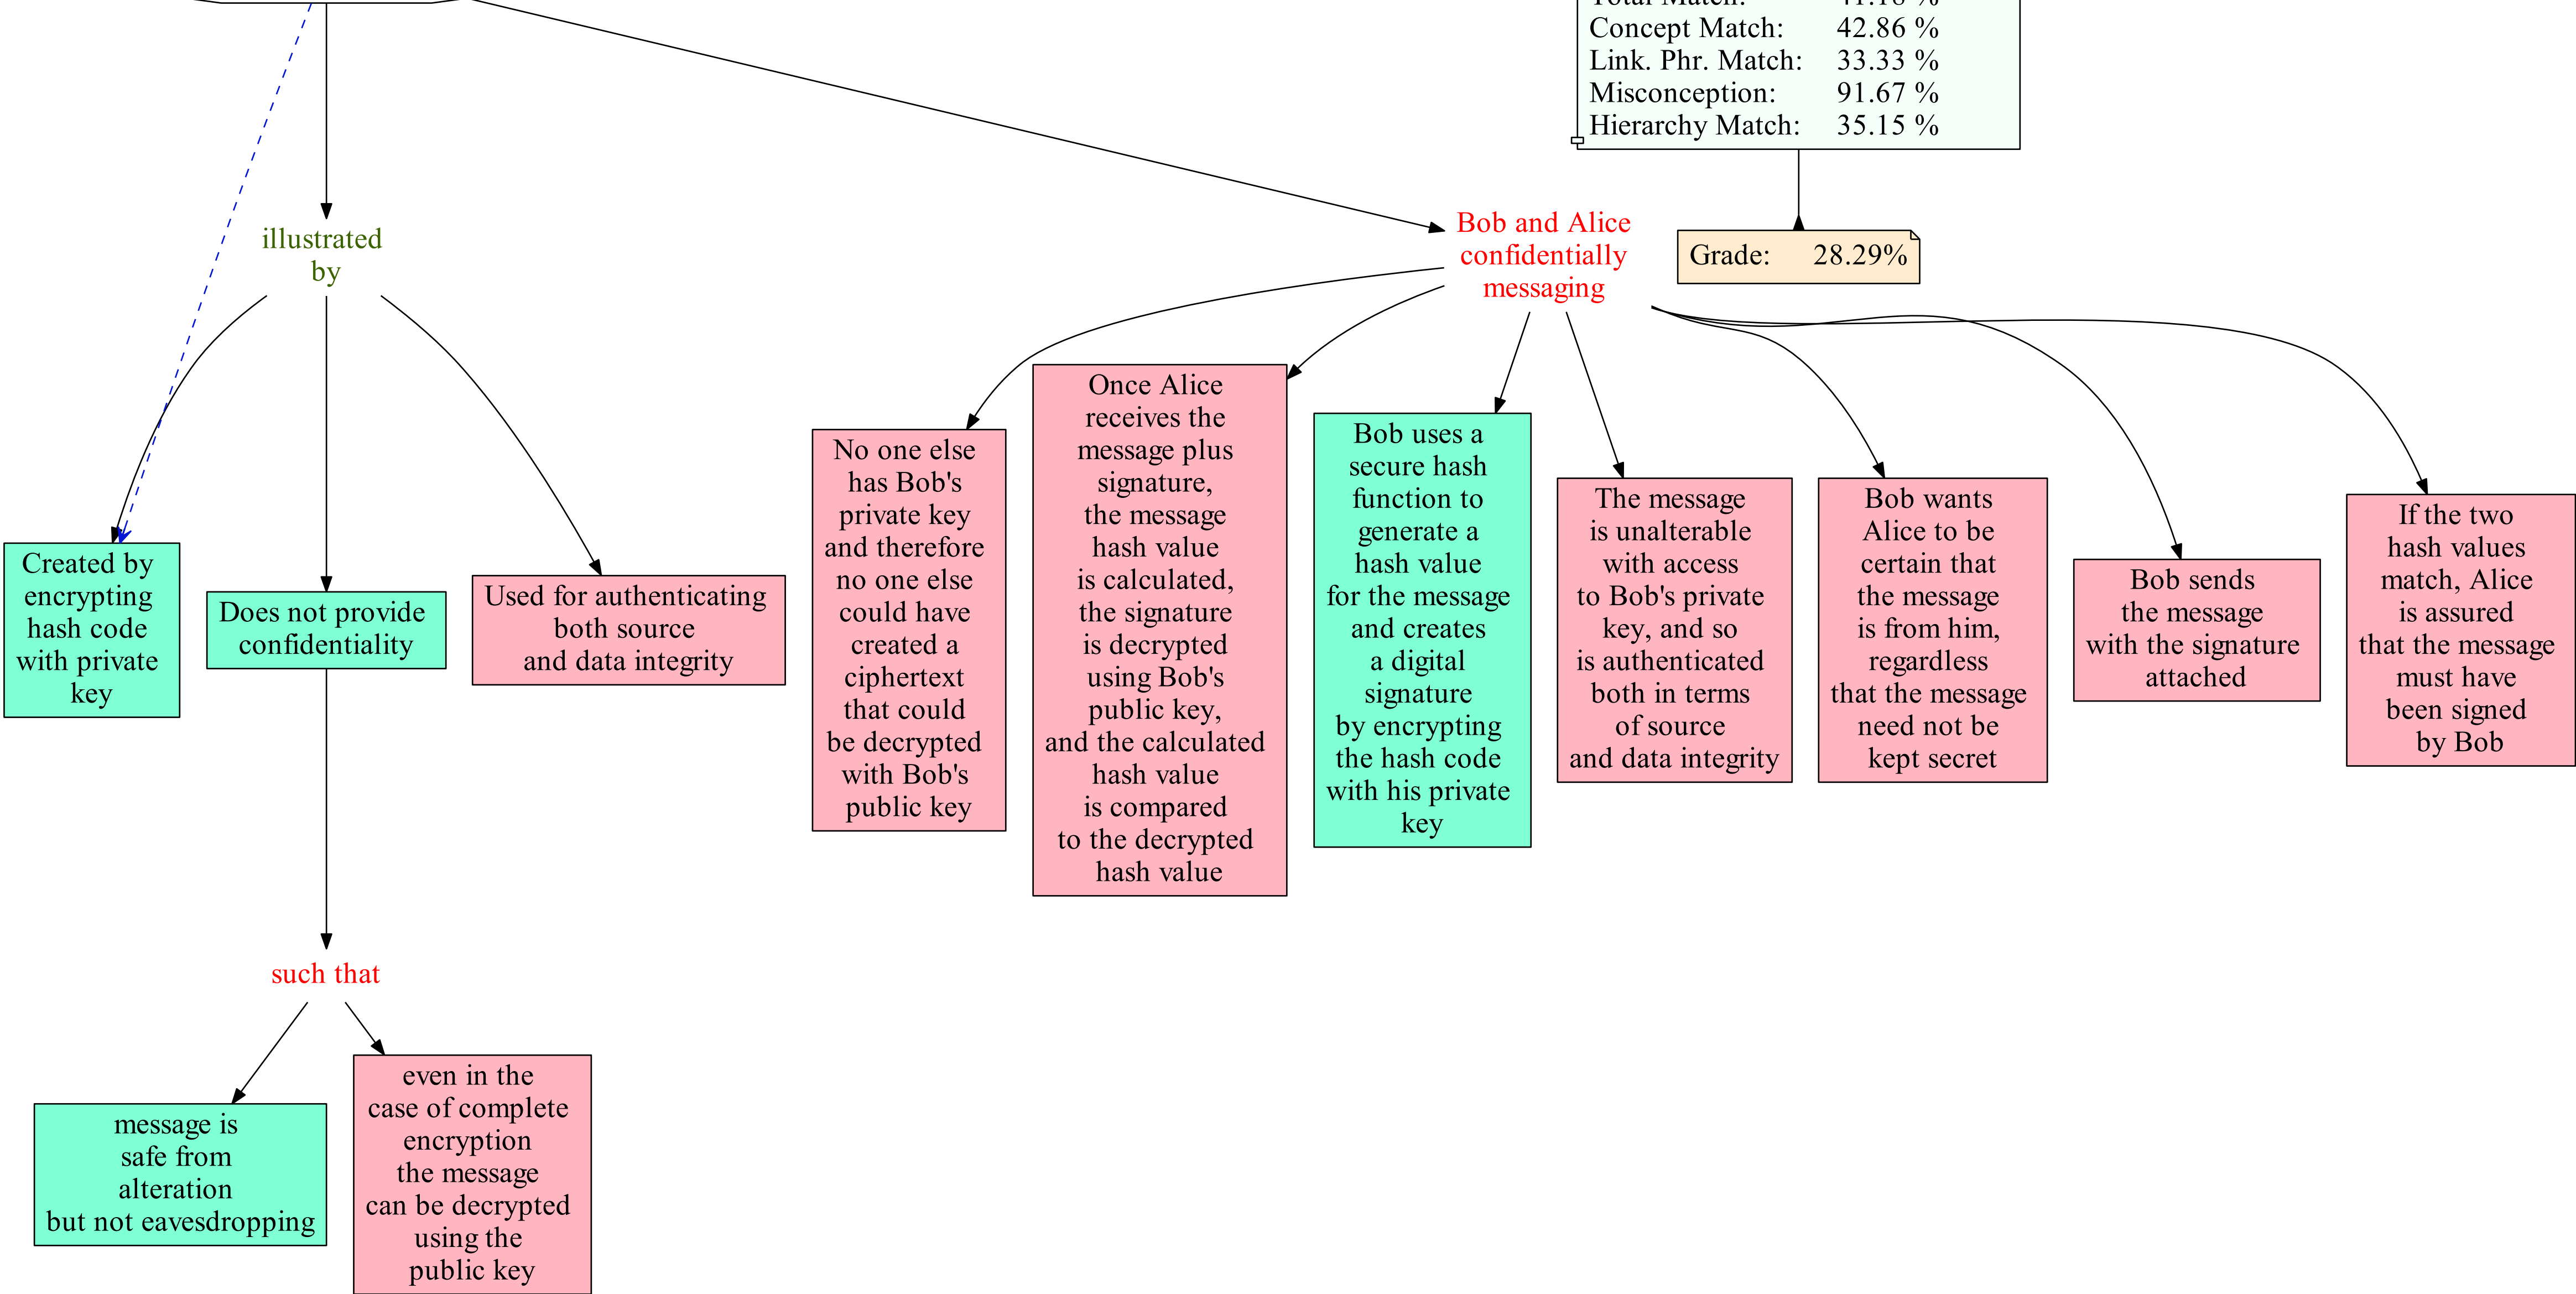 Total Match: 41.18 %
Concept Match: 42.86 %
Link. Phr. Match: 33.33 %
Misconception: 91.67 %
Hierarchy Match: 35.15 %
illustrated
by
Bob and Alice
confidentially
messaging
Grade: 28.29%
Created by
encrypting
hash code
with private
key
Does not provide
confidentiality
Used for authenticating
both source
and data integrity
No one else
has Bob's
private key
and therefore
no one else
could have
created a
ciphertext
that could
be decrypted
with Bob's
public key
Once Alice
receives the
message plus
signature,
the message
hash value
is calculated,
the signature
is decrypted
using Bob's
public key,
and the calculated
hash value
is compared
to the decrypted
hash value
Bob uses a
secure hash
function to
generate a
hash value
for the message
and creates
a digital
signature
by encrypting
the hash code
with his private
key
The message
is unalterable
with access
to Bob's private
key, and so
is authenticated
both in terms
of source
and data integrity
Bob wants
Alice to be
certain that
the message
is from him,
regardless
that the message
need not be
kept secret
Bob sends
the message
with the signature
attached
If the two
hash values
match, Alice
is assured
that the message
must have
been signed
by Bob
such that
message is
safe from
alteration
but not eavesdropping
even in the
case of complete
encryption
the message
can be decrypted
using the
public key